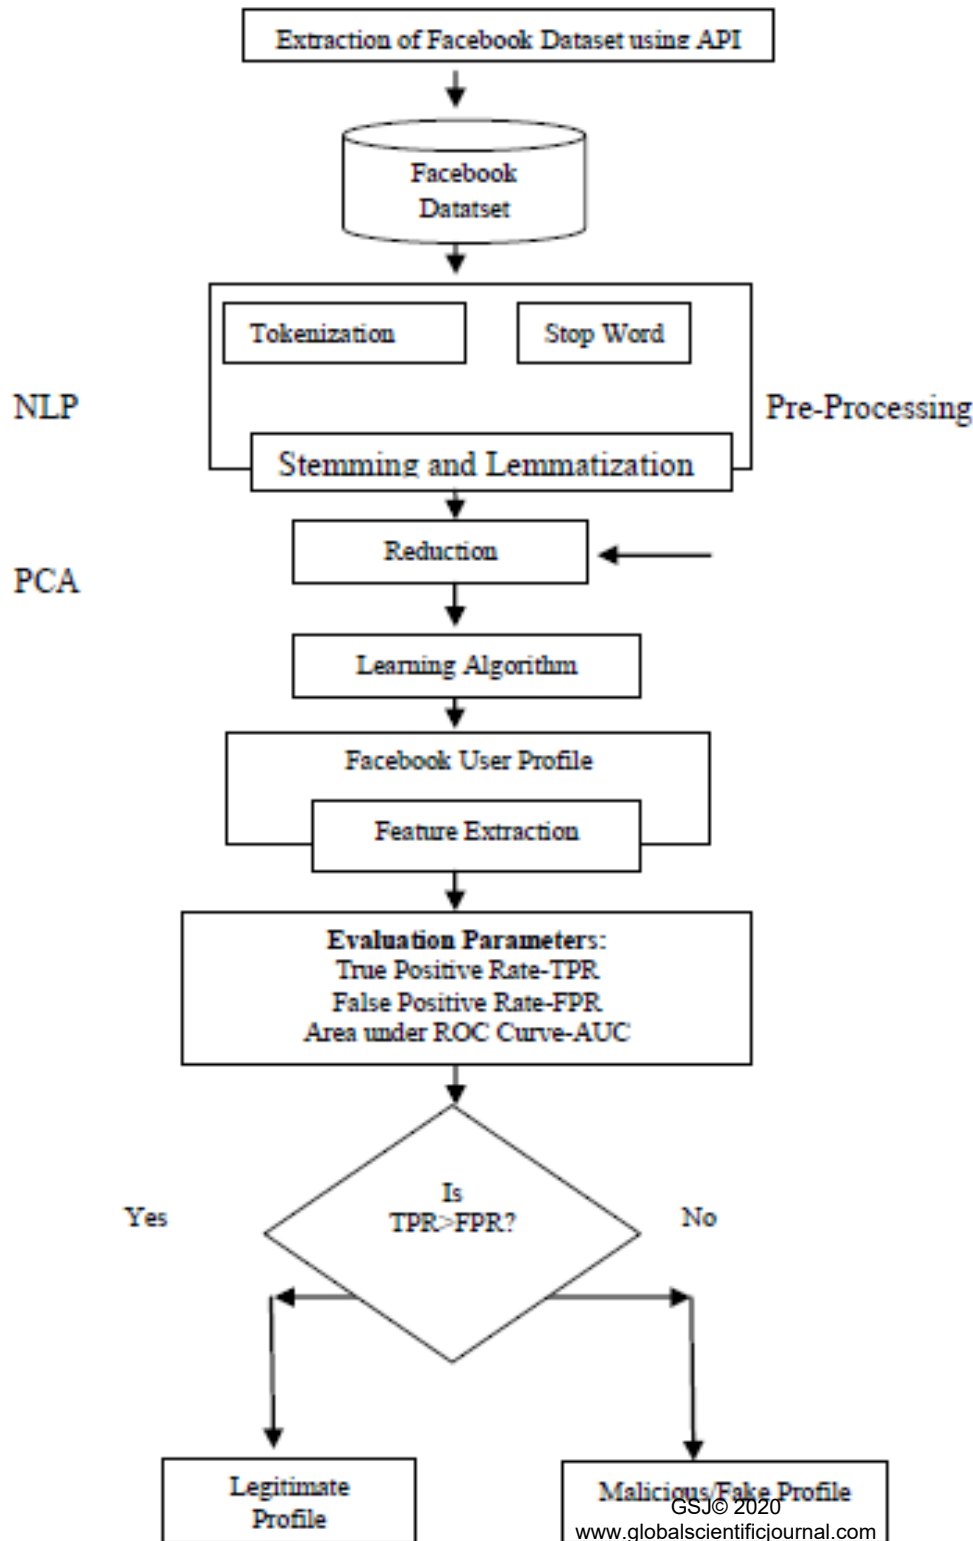 Extraction of Facebook Dataset using API
Facebook
Datatset
Tokenization
Stop Word
NLP
Pre-Processing
Stemming and Lemmatization
Reduction
PCA
Learning Algorithm
Facebook User Profile
Feature Extraction
Evaluation Parameters:
True Positive Rate-TPR
False Positive Rate-FPR
Area under ROC Curve-AUC
Is
TPR>FPR?
Yes
No
Legitimate
Profile
Malicious/Fake Profile
GSJ© 2020
www.globalscientificjournal.com